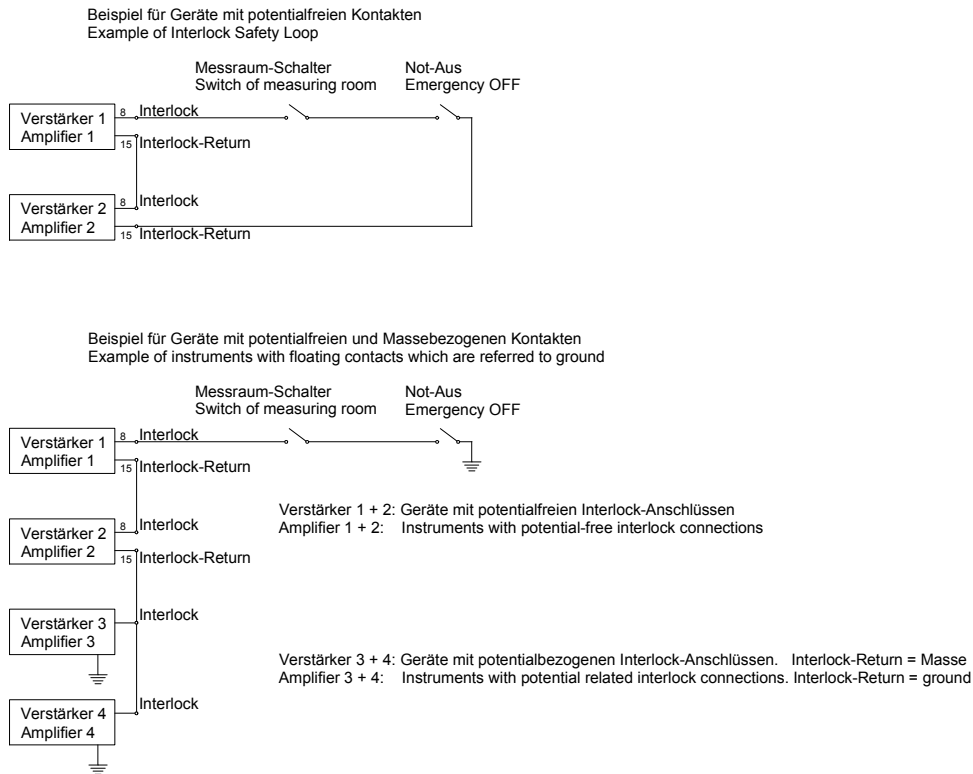 Beispiel für Geräte mit potentialfreien Kontakten
Example of Interlock Safety Loop
Messraum-Schalter Not-Aus
Switch of measuring room Emergency OFF
Verstärker 1 8 Interlock
Amplifier 1 15 Interlock-Return
Verstärker 2 8 Interlock
Amplifier 2 15 Interlock-Return
Beispiel für Geräte mit potentialfreien und Massebezogenen Kontakten
Example of instruments with floating contacts which are referred to ground
Messraum-Schalter Not-Aus
Switch of measuring room Emergency OFF
Verstärker 1 8 Interlock
Amplifier 1 15 Interlock-Return
Verstärker 1 + 2: Geräte mit potentialfreien Interlock-Anschlüssen
Amplifier 1 + 2: Instruments with potential-free interlock connections
Verstärker 2 8 Interlock
Amplifier 2 15 Interlock-Return
Verstärker 3 Interlock
Amplifier 3
Verstärker 3 + 4: Geräte mit potentialbezogenen Interlock-Anschlüssen. Interlock-Return = Masse
Amplifier 3 + 4: Instruments with potential related interlock connections. Interlock-Return = ground
Verstärker 4 Interlock
Amplifier 4